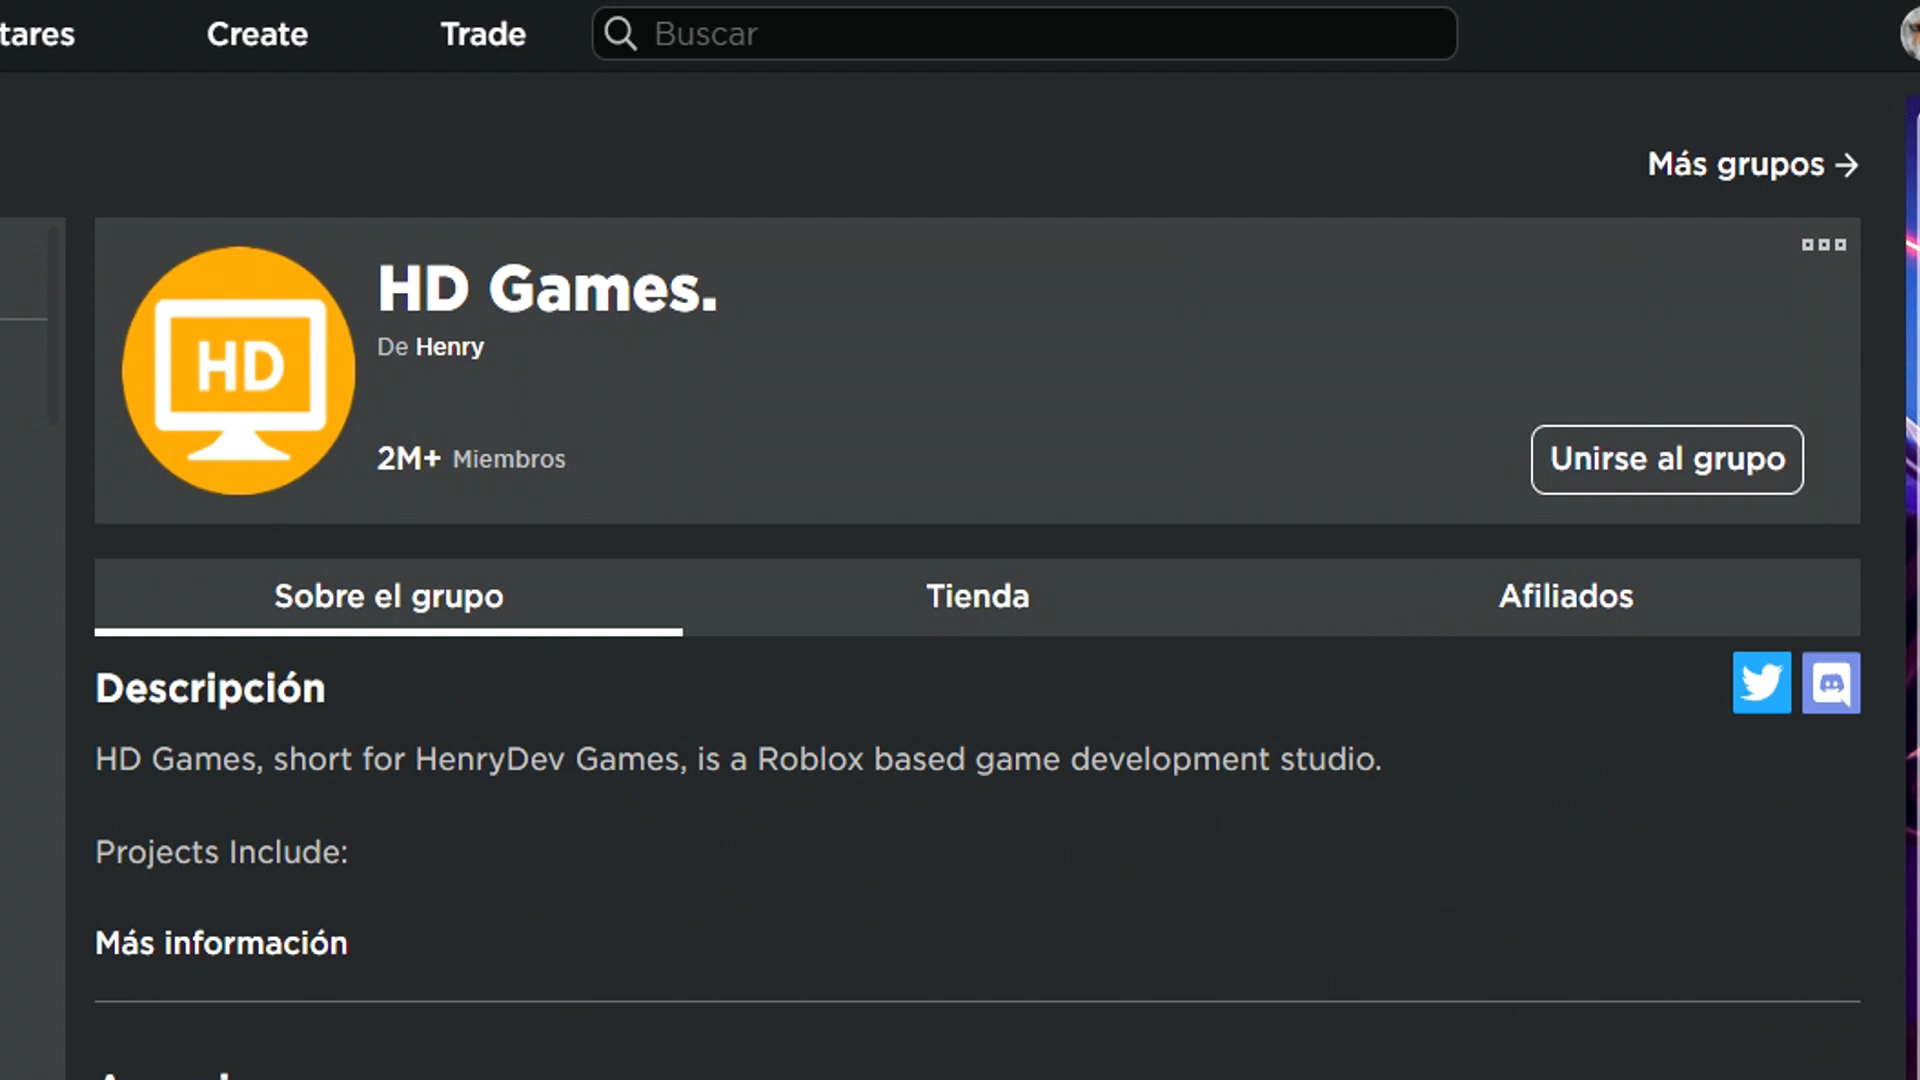 tares Create Trade Buscar
Más grupos →
HD
HD Games.
De Henry
2M+ Miembros
Unirse al grupo
Sobre el grupo Tienda Afiliados
Descripción
HD Games, short for HenryDev Games, is a Roblox based game development studio.
Projects Include:
Más información